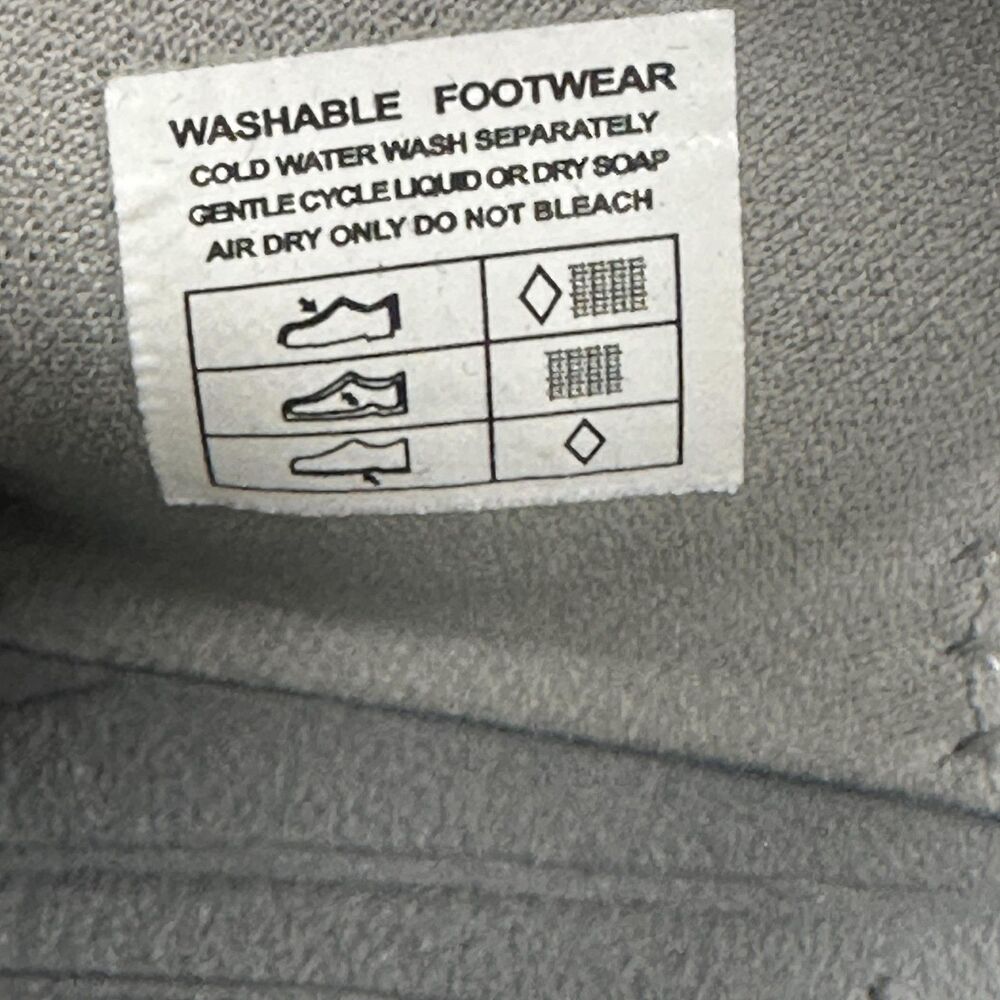 WASHABLE FOOTWEAR
COLD WATER WASH SEPARATELY
GENTLE CYCLE LIQUID OR DRY SOAP
AIR DRY ONLY DO NOT BLEACH